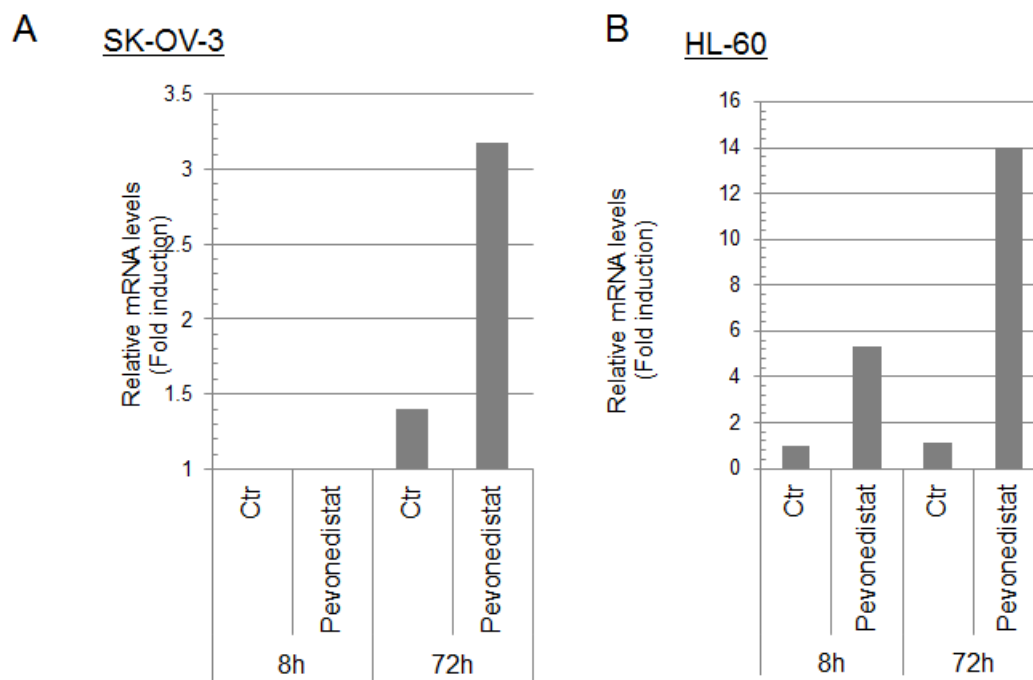 A
SK-OV-3
Relative mRNA levels
(Fold induction)
3.5
3
2.5
2
1.5
1
Ctr
Pevonedistat
Ctr
Pevonedistat
8h
72h
B
HL-60
Relative mRNA levels
(Fold induction)
16
14
12
10
8
6
4
2
0
Ctr
Pevonedistat
Ctr
Pevonedistat
8h
72h